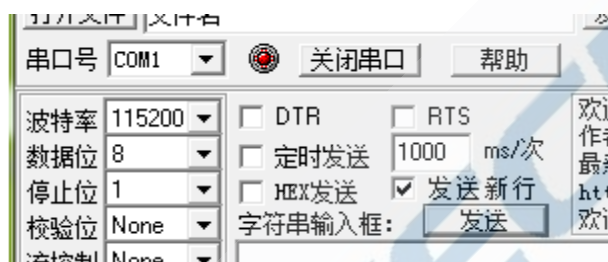 打开文件 文件名
串口号 COM1 关闭串口 帮助
波特率 115200 DTR RTS
数据位 8 定时发送 1000 ms/次
停止位 1 HEX发送 发送新行
校验位 None 字符串输入框: 发送
流控制 None